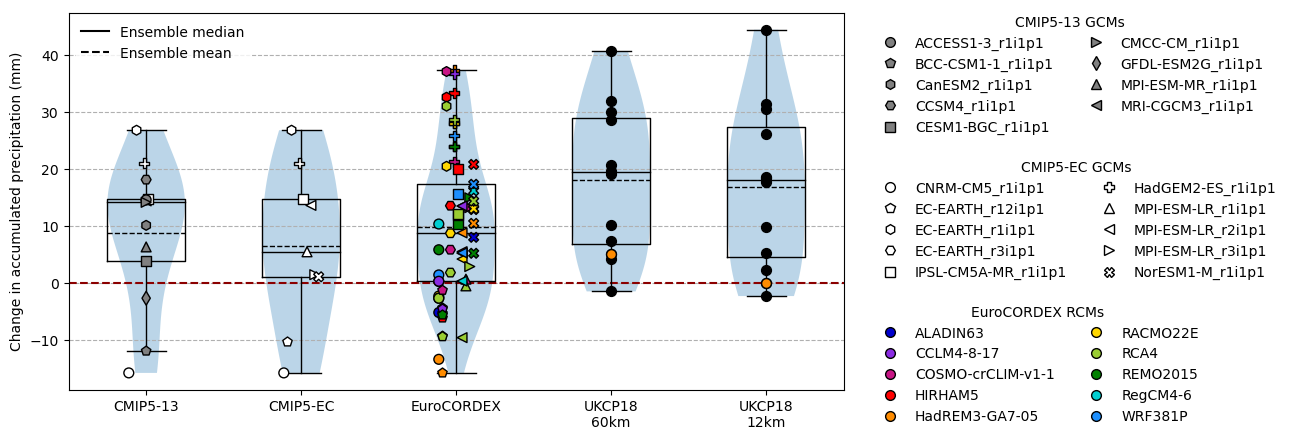 Change in accumulated precipitation (mm)
40
30
20
10
0
−10
Ensemble median
Ensemble mean
CMIP5-13
CMIP5-EC
EuroCORDEX
UKCP18
60km
UKCP18
12km
CMIP5-13 GCMs
ACCESS1-3_r1i1p1
BCC-CSM1-1_r1i1p1
CanESM2_r1i1p1
CCSM4_r1i1p1
CESM1-BGC_r1i1p1
CMCC-CM_r1i1p1
GFDL-ESM2G_r1i1p1
MPI-ESM-MR_r1i1p1
MRI-CGCM3_r1i1p1
CMIP5-EC GCMs
CNRM-CM5_r1i1p1
EC-EARTH_r12i1p1
EC-EARTH_r1i1p1
EC-EARTH_r3i1p1
IPSL-CM5A-MR_r1i1p1
HadGEM2-ES_r1i1p1
MPI-ESM-LR_r1i1p1
MPI-ESM-LR_r2i1p1
MPI-ESM-LR_r3i1p1
NorESM1-M_r1i1p1
EuroCORDEX RCMs
ALADIN63
CCLM4-8-17
COSMO-crCLIM-v1-1
HIRHAM5
HadREM3-GA7-05
RACMO22E
RCA4
REMO2015
RegCM4-6
WRF381P